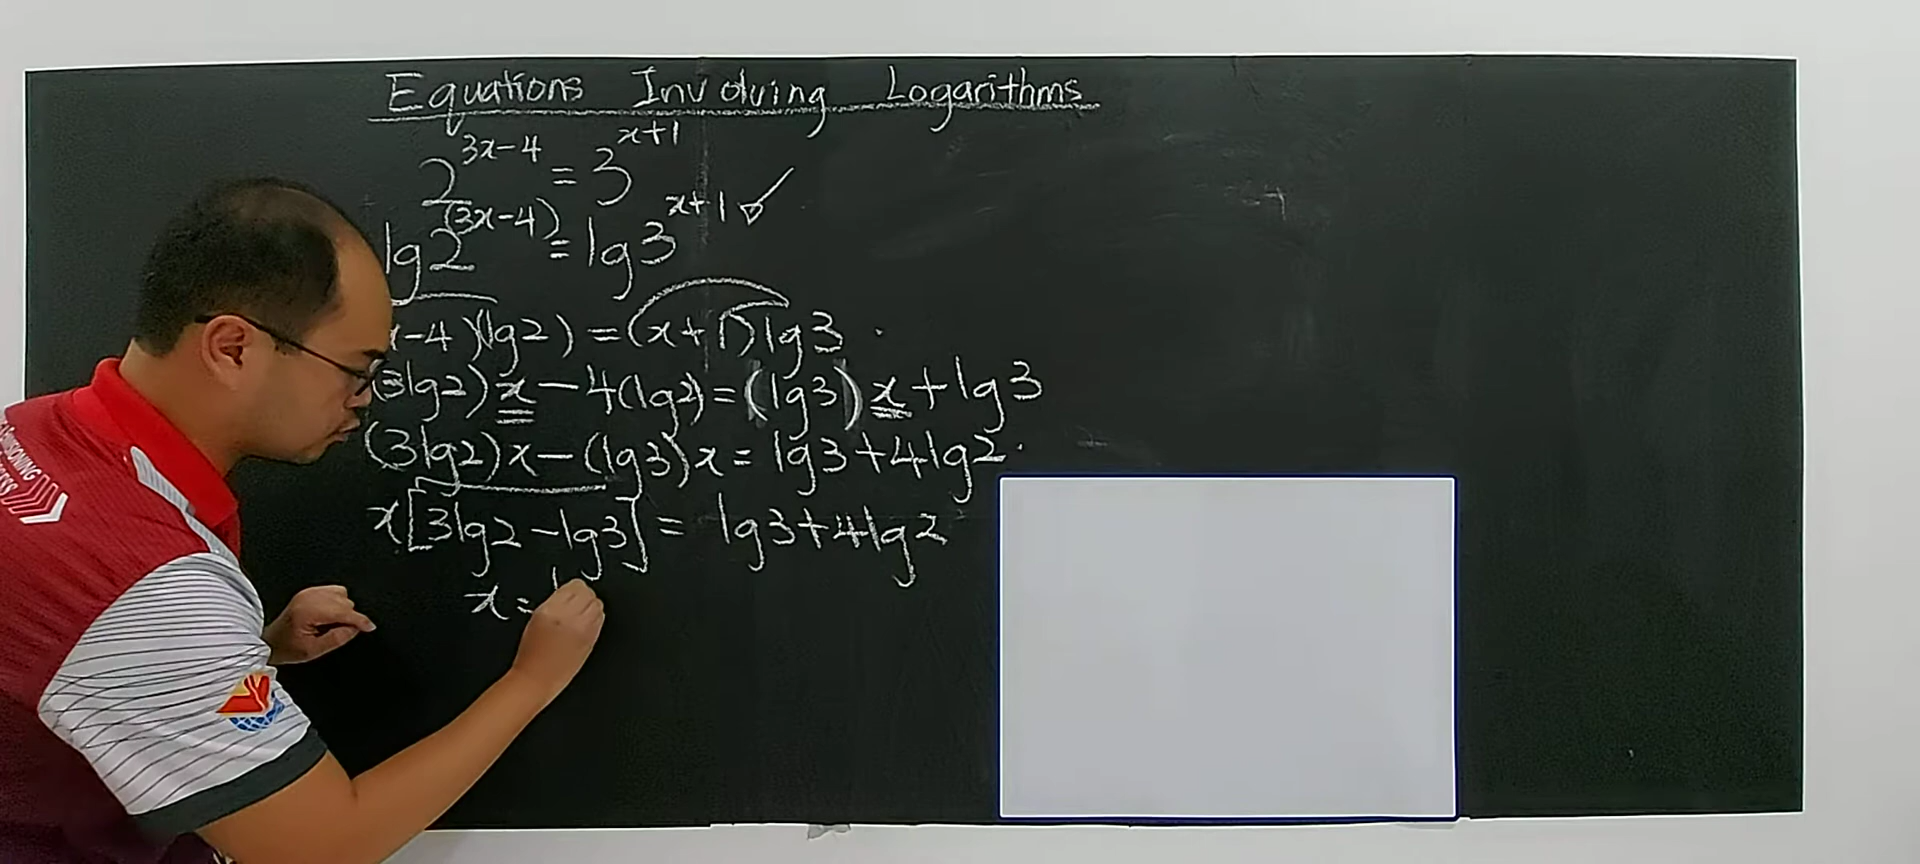 Equations Involving Logarithms
2^{3x-4} = 3^{x+1}
lg2^{(3x-4)} = lg3^{x+1}
x-4)(lg2) = (x+1)lg3
(3lg2)x - 4(lg2) = (lg3)x + lg3
(3lg2)x - (lg3)x = lg3 + 4lg2
x[3lg2 - lg3] = lg3 + 4lg2
x =